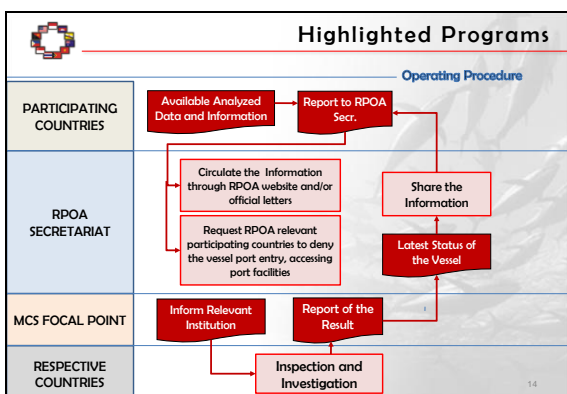 Highlighted Programs
Operating Procedure
PARTICIPATING
COUNTRIES
Available Analyzed
Data and Information
Report to RPOA
Secr.
RPOA
SECRETARIAT
Circulate the Information
through RPOA website and/or
official letters
Share the
Information
Request RPOA relevant
participating countries to deny
the vessel port entry, accessing
port facilities
Latest Status of
the Vessel
MCS FOCAL POINT
Inform Relevant
Institution
Report of the
Result
RESPECTIVE
COUNTRIES
Inspection and
Investigation
14